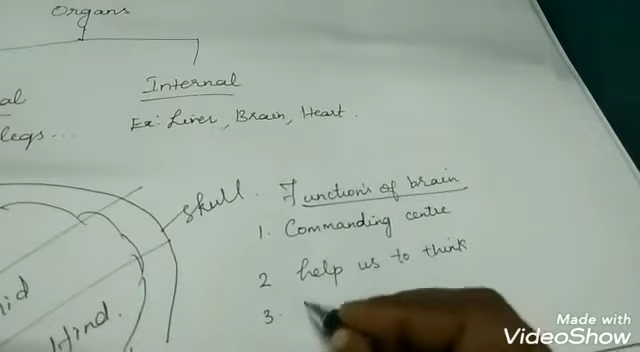 Organs
al
Internal
legs...
Ex: Liver, Brain, Heart.
skull.
Functions of brain
1. Commanding centre
2 help us to think
3.
id
Hind.
Made with
VideoShow